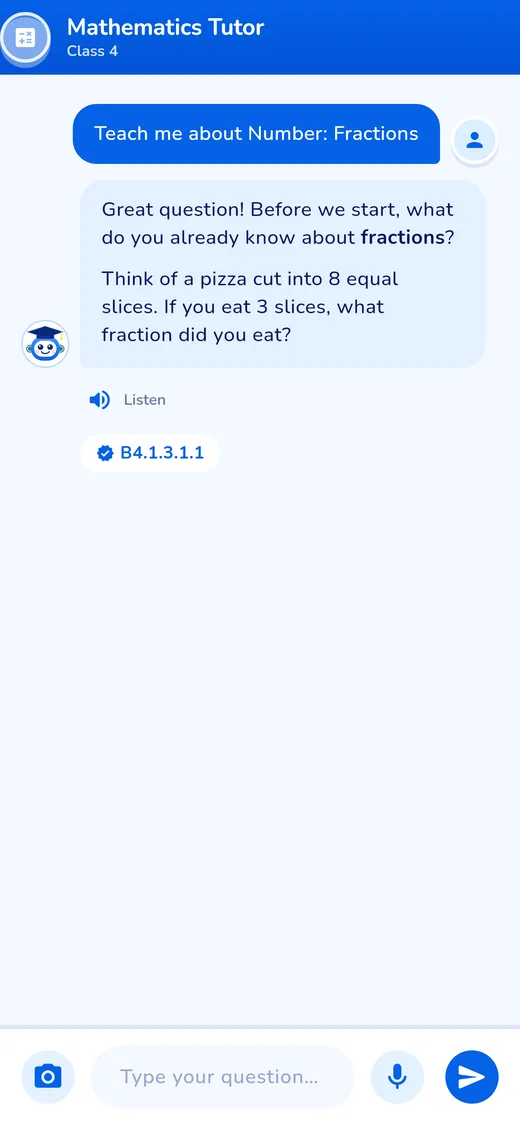 Mathematics Tutor
Class 4
Teach me about Number: Fractions
Great question! Before we start, what
do you already know about fractions?
Think of a pizza cut into 8 equal
slices. If you eat 3 slices, what
fraction did you eat?
Listen
B4.1.3.1.1
Type your question...